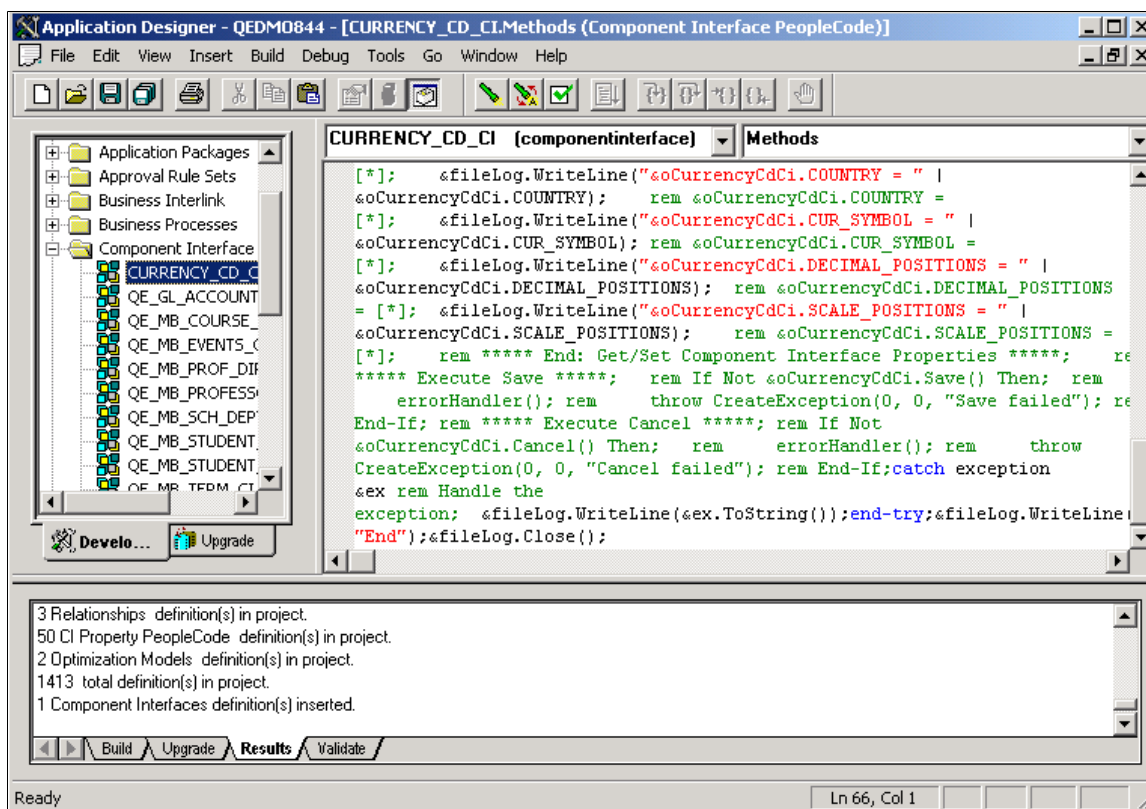 Application Designer - QEDMO844 - [CURRENCY_CD_CI.Methods (Component Interface PeopleCode)]
File Edit View Insert Build Debug Tools Go Window Help
Application Packages
Approval Rule Sets
Business Interlink
Business Processes
Component Interface
CURRENCY_CD_C
QE_GL_ACCOUNT
QE_MB_COURSE_
QE_MB_EVENTS_C
QE_MB_PROF_DIR
QE_MB_PROFESS
QE_MB_SCH_DEP
QE_MB_STUDENT_
QE_MB_STUDENT_
QE_MB_TERM_CI
Develo... Upgrade
CURRENCY_CD_CI (componentinterface) Methods
[*]; &fileLog.WriteLine("&oCurrencyCdCi.COUNTRY = " |
&oCurrencyCdCi.COUNTRY); rem &oCurrencyCdCi.COUNTRY =
[*]; &fileLog.WriteLine("&oCurrencyCdCi.CUR_SYMBOL = " |
&oCurrencyCdCi.CUR_SYMBOL); rem &oCurrencyCdCi.CUR_SYMBOL =
[*]; &fileLog.WriteLine("&oCurrencyCdCi.DECIMAL_POSITIONS = " |
&oCurrencyCdCi.DECIMAL_POSITIONS); rem &oCurrencyCdCi.DECIMAL_POSITIONS
= [*]; &fileLog.WriteLine("&oCurrencyCdCi.SCALE_POSITIONS = " |
&oCurrencyCdCi.SCALE_POSITIONS); rem &oCurrencyCdCi.SCALE_POSITIONS =
[*]; rem ***** End: Get/Set Component Interface Properties *****; re
***** Execute Save *****; rem If Not &oCurrencyCdCi.Save() Then; rem
errorHandler(); rem throw CreateException(0, 0, "Save failed"); re
End-If; rem ***** Execute Cancel *****; rem If Not
&oCurrencyCdCi.Cancel() Then; rem errorHandler(); rem throw
CreateException(0, 0, "Cancel failed"); rem End-If;catch exception
&ex rem Handle the
exception; &fileLog.WriteLine(&ex.ToString());end-try;&fileLog.WriteLine(
"End");&fileLog.Close();
3 Relationships definition(s) in project.
50 CI Property PeopleCode definition(s) in project.
2 Optimization Models definition(s) in project.
1413 total definition(s) in project.
1 Component Interfaces definition(s) inserted.
Build Upgrade Results Validate
Ready Ln 66, Col 1